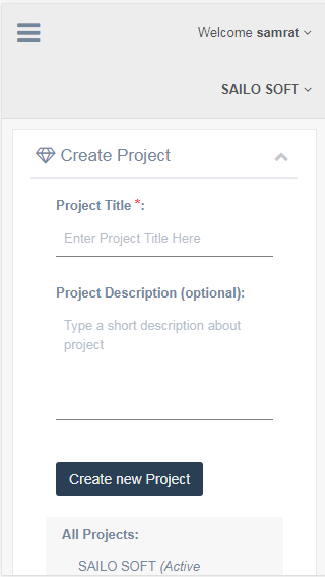 Welcome samrat
SAILO SOFT
Create Project
Project Title *:
Enter Project Title Here
Project Description (optional):
Type a short description about
project
Create new Project
All Projects:
SAILO SOFT (Active